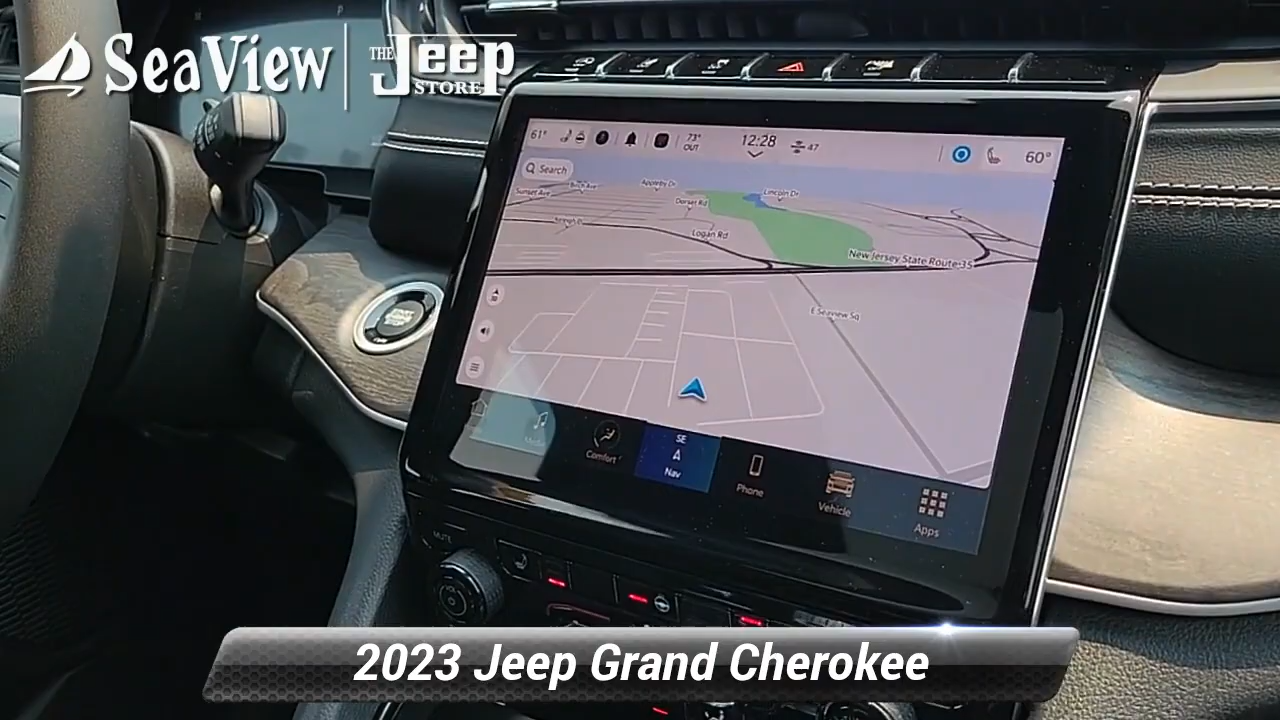 SeaView
THE Jeep STORE
61° 73° OUT 12:28 47 60°
Search
Sunset Ave
Birch Ave
Appleby Dr
Lincoln Dr
Dorset Rd
Logan Rd
New Jersey State Route 35
E Seaview Sq
3D
Media
Comfort
SE
Nav
Phone
Vehicle
Apps
MUTE
2023 Jeep Grand Cherokee